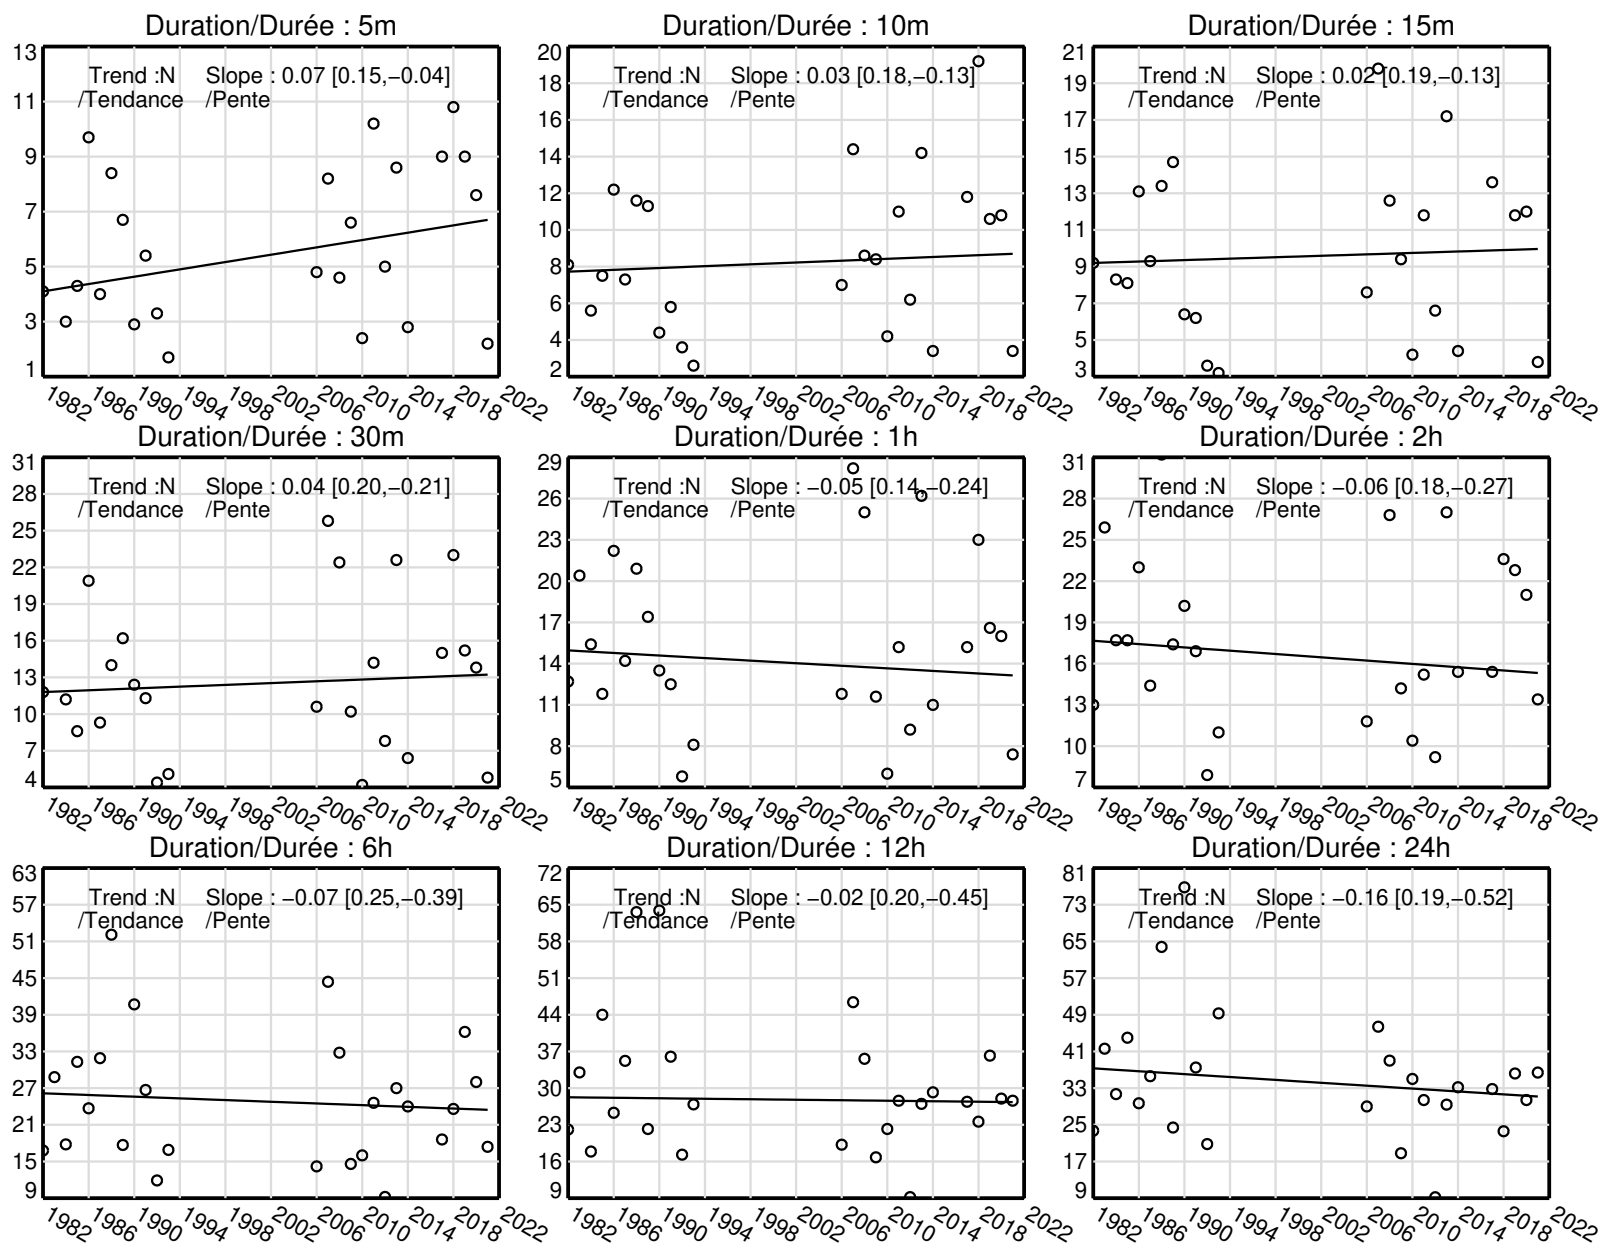 Duration/Durée : 5m
Trend :N Slope : 0.07 [0.15,−0.04]
/Tendance /Pente
13
11
9
7
5
3
1
1982 1986 1990 1994 1998 2002 2006 2010 2014 2018 2022
Duration/Durée : 10m
Trend :N Slope : 0.03 [0.18,−0.13]
/Tendance /Pente
20
18
16
14
12
10
8
6
4
2
1982 1986 1990 1994 1998 2002 2006 2010 2014 2018 2022
Duration/Durée : 15m
Trend :N Slope : 0.02 [0.19,−0.13]
/Tendance /Pente
21
19
17
15
13
11
9
7
5
3
1982 1986 1990 1994 1998 2002 2006 2010 2014 2018 2022
Duration/Durée : 30m
Trend :N Slope : 0.04 [0.20,−0.21]
/Tendance /Pente
31
28
25
22
19
16
13
10
7
4
1982 1986 1990 1994 1998 2002 2006 2010 2014 2018 2022
Duration/Durée : 1h
Trend :N Slope : −0.05 [0.14,−0.24]
/Tendance /Pente
29
26
23
20
17
14
11
8
5
1982 1986 1990 1994 1998 2002 2006 2010 2014 2018 2022
Duration/Durée : 2h
Trend :N Slope : −0.06 [0.18,−0.27]
/Tendance /Pente
31
28
25
22
19
16
13
10
7
1982 1986 1990 1994 1998 2002 2006 2010 2014 2018 2022
Duration/Durée : 6h
Trend :N Slope : −0.07 [0.25,−0.39]
/Tendance /Pente
63
57
51
45
39
33
27
21
15
9
1982 1986 1990 1994 1998 2002 2006 2010 2014 2018 2022
Duration/Durée : 12h
Trend :N Slope : −0.02 [0.20,−0.45]
/Tendance /Pente
72
65
58
51
44
37
30
23
16
9
1982 1986 1990 1994 1998 2002 2006 2010 2014 2018 2022
Duration/Durée : 24h
Trend :N Slope : −0.16 [0.19,−0.52]
/Tendance /Pente
81
73
65
57
49
41
33
25
17
9
1982 1986 1990 1994 1998 2002 2006 2010 2014 2018 2022